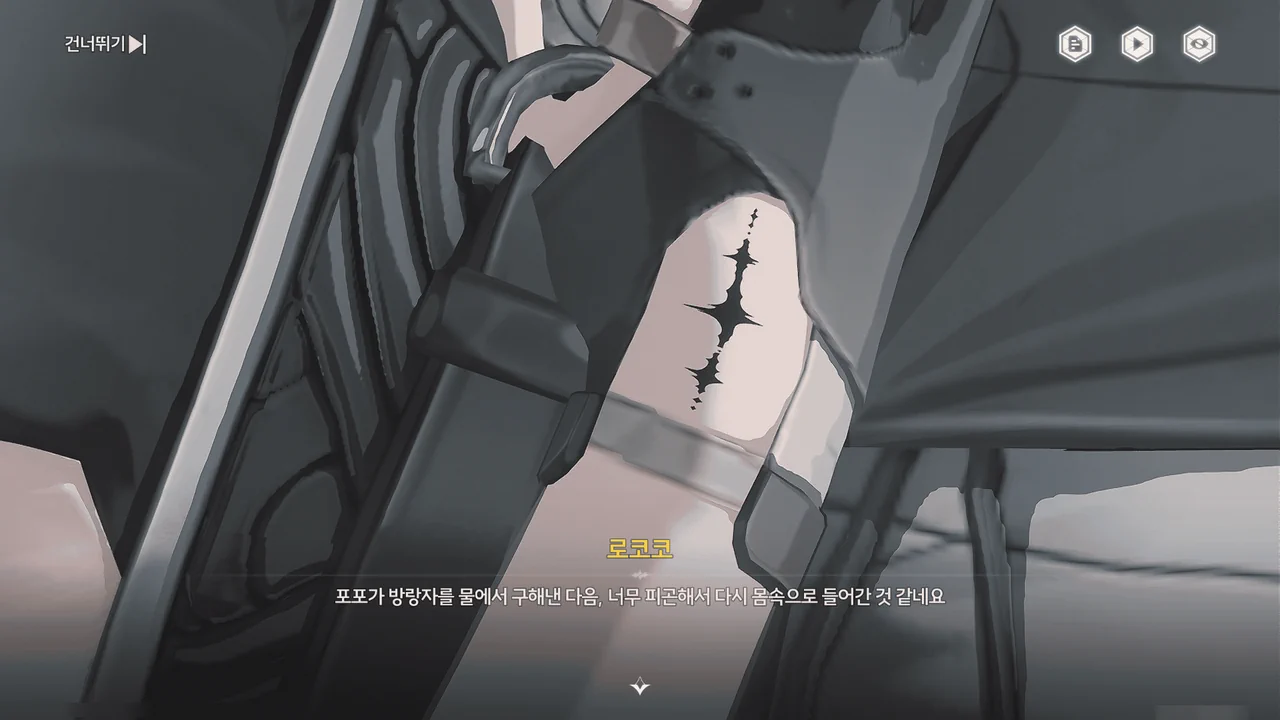 건너뛰기
로코코
포포가 방랑자를 물에서 구해낸 다음, 너무 피곤해서 다시 몸속으로 들어간 것 같네요